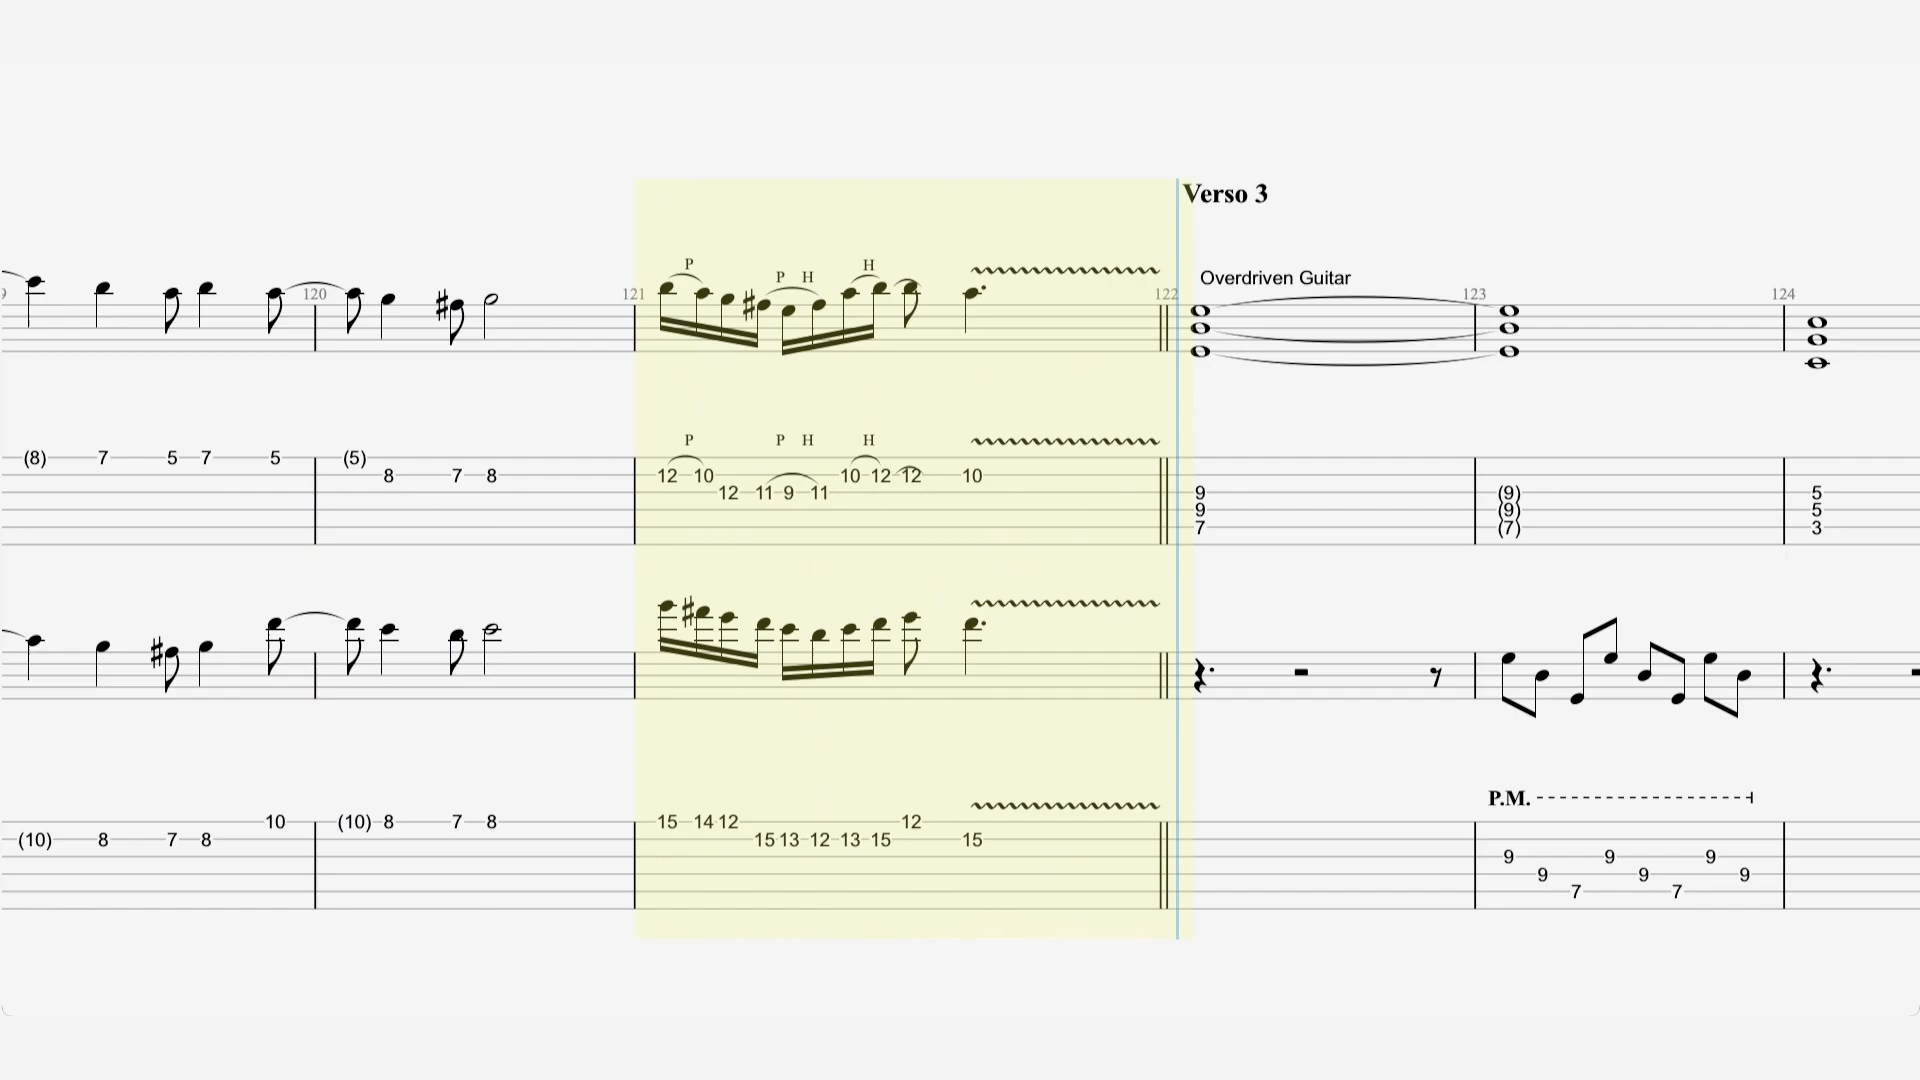 Verso 3
P P H H
Overdriven Guitar
120 121 122 123 124
P P H H
(8) 7 5 7 5 (5) 8 7 8 12 10 12 11 9 11 10 12 12 10
9 (9) 5
9 (9) 5
7 (7) 3
P.M.
10 (10) 8 7 8 15 14 12 12
(10) 8 7 8 15 13 12 13 15 15
9 9 9
9 9 9
7 7